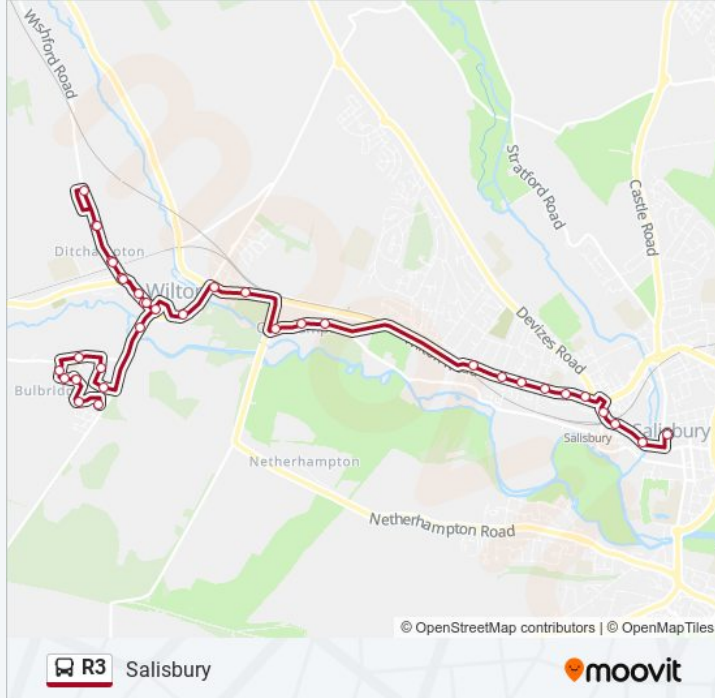 Wishford Road
Stratford Road
Castle Road
Ditchampton
Wilton
Devizes Road
Bulbridge
Salisbury
Salisbury
Netherhampton
Netherhampton Road
© OpenStreetMap contributors | © OpenMapTiles
R3 Salisbury
moovit